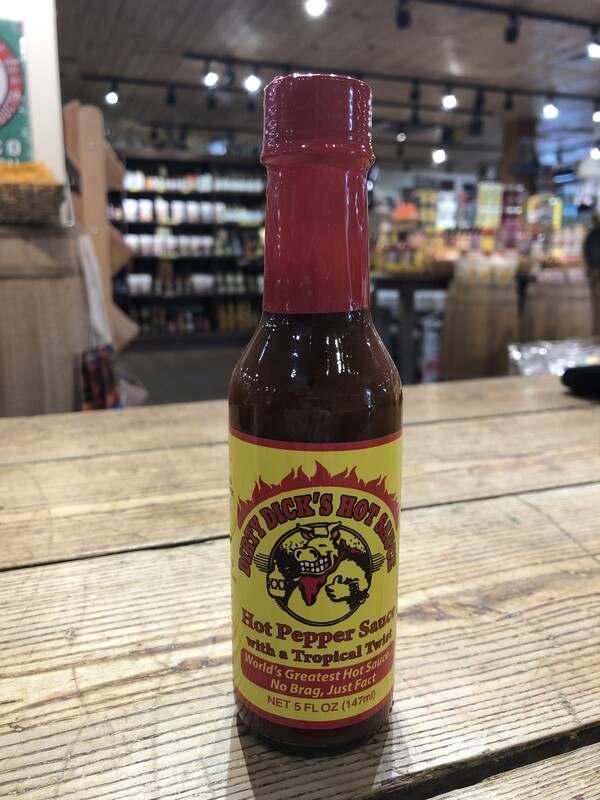 DIRTY DICK'S HOT SAUCE
XXX
Hot Pepper Sauce
with a Tropical Twist
World's Greatest Hot Sauce
No Brag, Just Fact
NET 5 FL OZ (147ml)